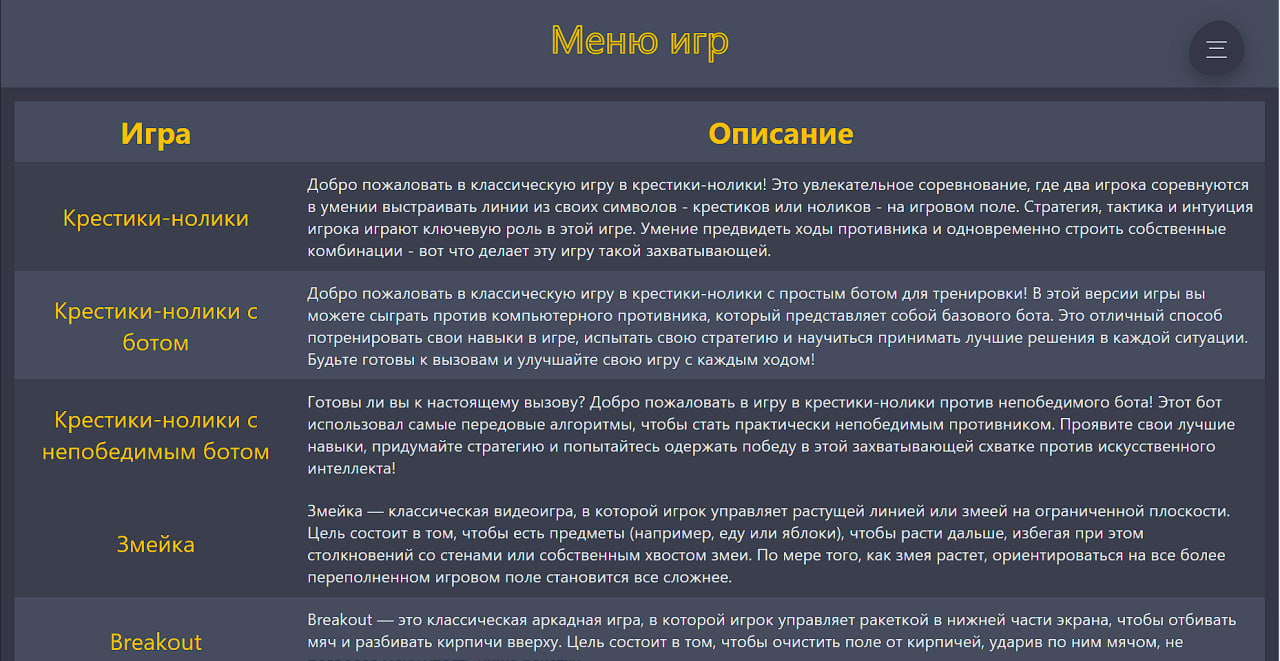 Меню игр
Игра
Описание
Крестики-нолики
Добро пожаловать в классическую игру в крестики-нолики! Это увлекательное соревнование, где два игрока соревнуются
в умении выстраивать линии из своих символов - крестиков или ноликов - на игровом поле. Стратегия, тактика и интуиция
игрока играют ключевую роль в этой игре. Умение предвидеть ходы противника и одновременно строить собственные
комбинации - вот что делает эту игру такой захватывающей.
Крестики-нолики с
ботом
Добро пожаловать в классическую игру в крестики-нолики с простым ботом для тренировки! В этой версии игры вы
можете сыграть против компьютерного противника, который представляет собой базового бота. Это отличный способ
потренировать свои навыки в игре, испытать свою стратегию и научиться принимать лучшие решения в каждой ситуации.
Будьте готовы к вызовам и улучшайте свою игру с каждым ходом!
Крестики-нолики с
непобедимым ботом
Готовы ли вы к настоящему вызову? Добро пожаловать в игру в крестики-нолики против непобедимого бота! Этот бот
использовал самые передовые алгоритмы, чтобы стать практически непобедимым противником. Проявите свои лучшие
навыки, придумайте стратегию и попытайтесь одержать победу в этой захватывающей схватке против искусственного
интеллекта!
Змейка
Змейка — классическая видеоигра, в которой игрок управляет растущей линией или змеей на ограниченной плоскости.
Цель состоит в том, чтобы есть предметы (например, еду или яблоки), чтобы расти дальше, избегая при этом
столкновений со стенами или собственным хвостом змеи. По мере того, как змея растет, ориентироваться на все более
переполненном игровом поле становится все сложнее.
Breakout
Breakout — это классическая аркадная игра, в которой игрок управляет ракеткой в нижней части экрана, чтобы отбивать
мяч и разбивать кирпичи вверху. Цель состоит в том, чтобы очистить поле от кирпичей, ударив по ним мячом, не